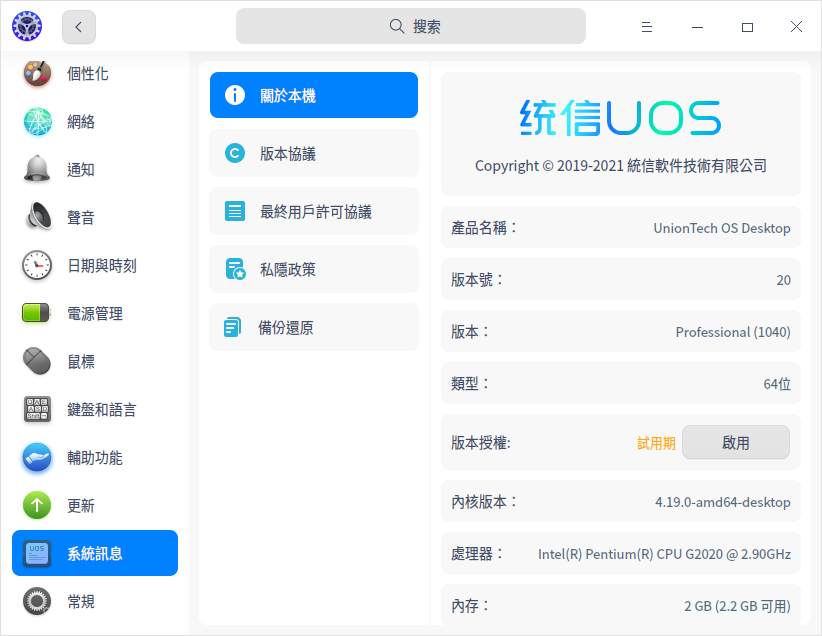 搜索
個性化
網絡
通知
聲音
日期與時刻
電源管理
鼠標
鍵盤和語言
輔助功能
更新
UOS
系統訊息
常規
關於本機
版本協議
最終用戶許可協議
私隱政策
備份還原
统信UOS
Copyright © 2019-2021 統信軟件技術有限公司
產品名稱： UnionTech OS Desktop
版本號： 20
版本： Professional (1040)
類型： 64位
版本授權: 試用期 啟用
內核版本： 4.19.0-amd64-desktop
處理器： Intel(R) Pentium(R) CPU G2020 @ 2.90GHz
內存： 2 GB (2.2 GB 可用)